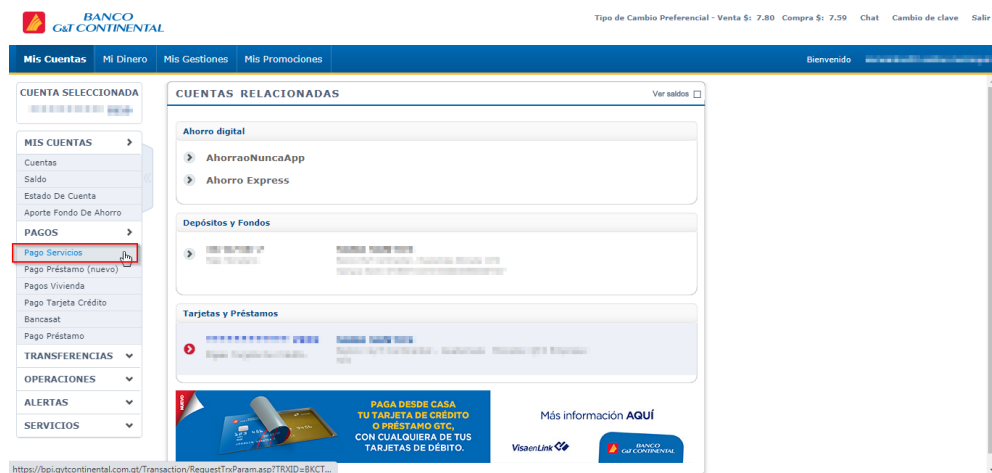 BANCO
G&T CONTINENTAL
Tipo de Cambio Preferencial - Venta $: 7.80 Compra $: 7.59 Chat Cambio de clave Salir
Mis Cuentas Mi Dinero Mis Gestiones Mis Promociones Bienvenido
CUENTA SELECCIONADA
MIS CUENTAS
Cuentas
Saldo
Estado De Cuenta
Aporte Fondo De Ahorro
PAGOS
Pago Servicios
Pago Préstamo (nuevo)
Pagos Vivienda
Pago Tarjeta Crédito
Bancasat
Pago Préstamo
TRANSFERENCIAS
OPERACIONES
ALERTAS
SERVICIOS
CUENTAS RELACIONADAS Ver saldos
Ahorro digital
AhorraoNuncaApp
Ahorro Express
Depósitos y Fondos
Tarjetas y Préstamos
NUEVO
PAGA DESDE CASA
TU TARJETA DE CRÉDITO
O PRÉSTAMO GTC,
CON CUALQUIERA DE TUS
TARJETAS DE DÉBITO.
Más información AQUÍ
VisaenLink
BANCO
G&T CONTINENTAL
https://bpi.gytcontinental.com.gt/Transaction/RequestTrxParam.asp?TRXID=BKCT...